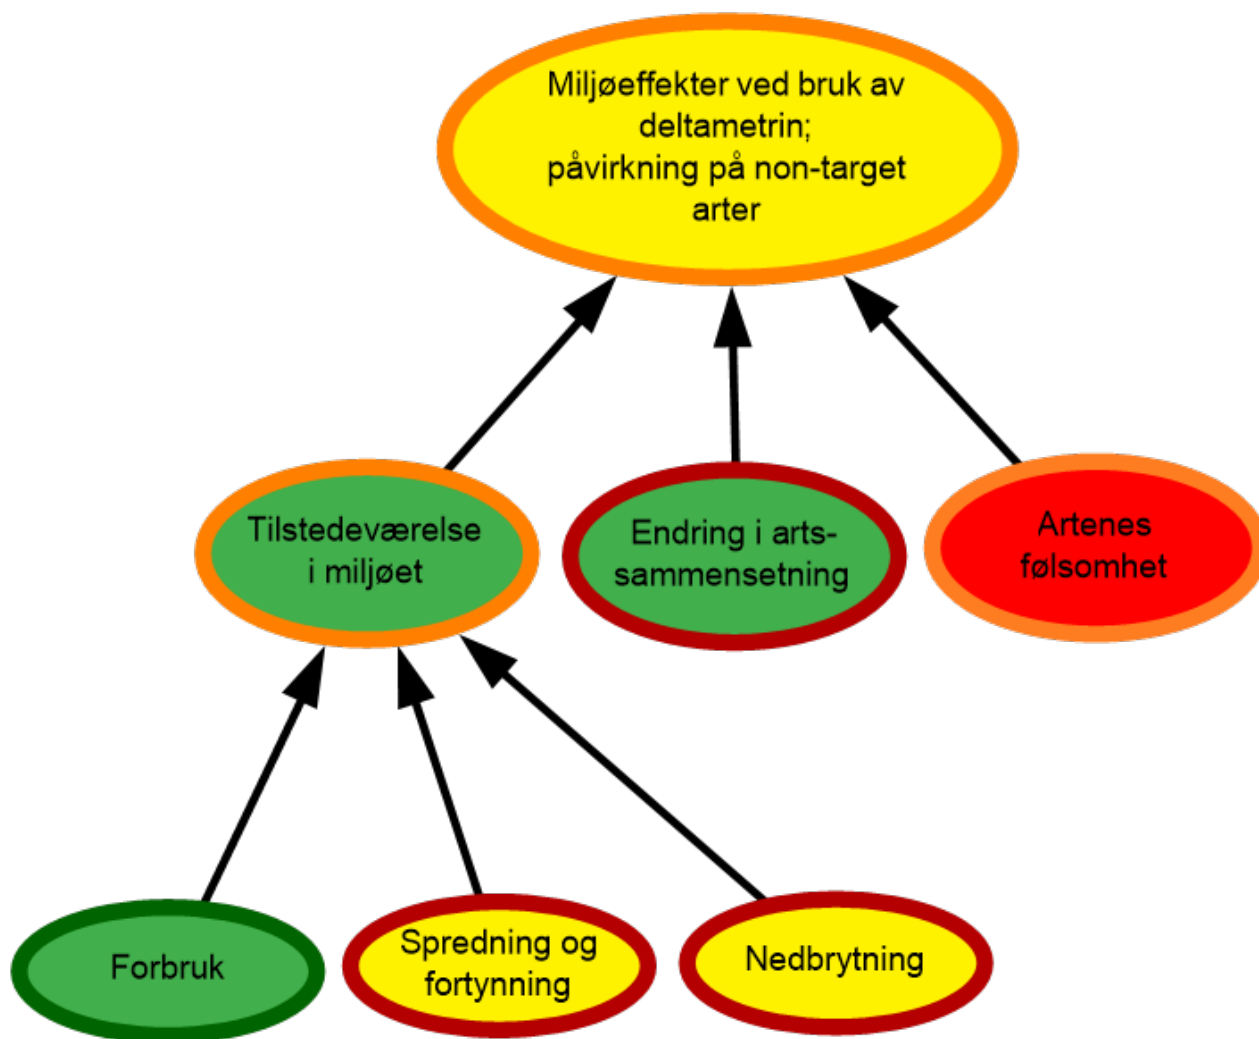 Miljøeffekter ved bruk av
deltametrin;
påvirkning på non-target
arter
Tilstedeværelse
i miljøet
Endring i arts-
sammensetning
Artenes
følsomhet
Forbruk
Spredning og
fortynning
Nedbrytning